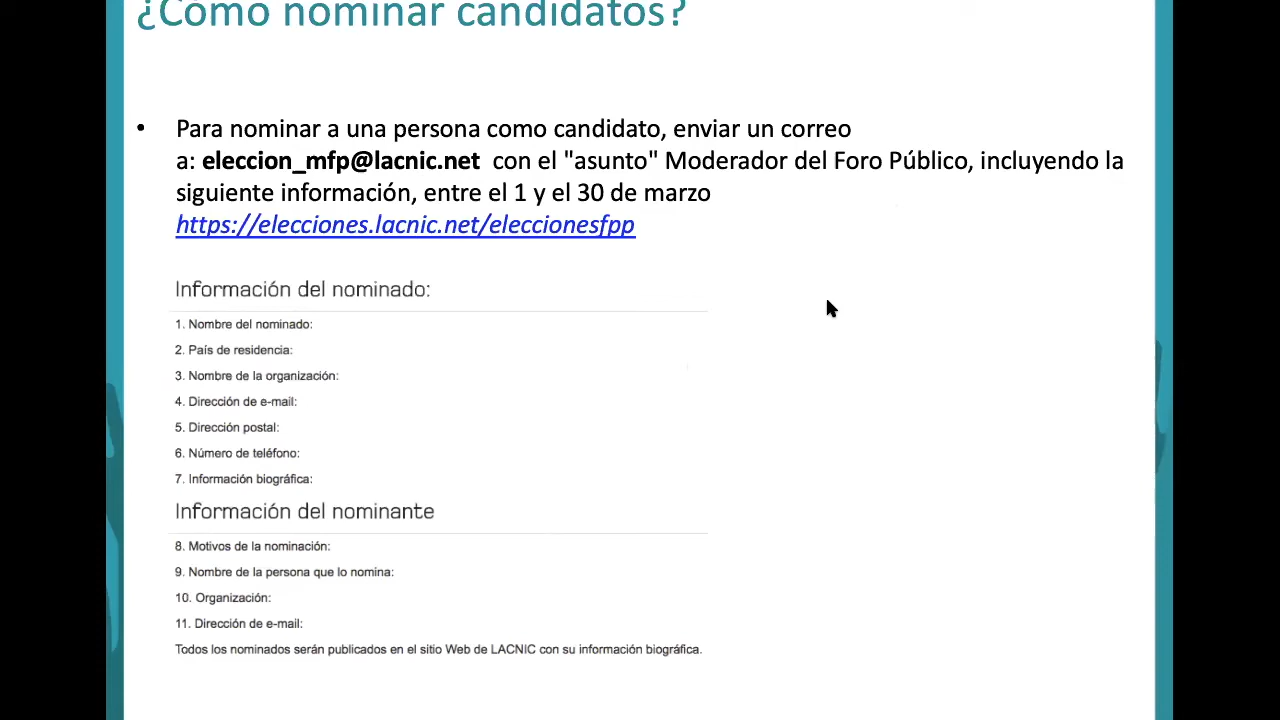 ¿Cómo nominar candidatos?
• Para nominar a una persona como candidato, enviar un correo
a: eleccion_mfp@lacnic.net con el "asunto" Moderador del Foro Público, incluyendo la
siguiente información, entre el 1 y el 30 de marzo
https://elecciones.lacnic.net/eleccionesfpp
Información del nominado:
1. Nombre del nominado:
2. País de residencia:
3. Nombre de la organización:
4. Dirección de e-mail:
5. Dirección postal:
6. Número de teléfono:
7. Información biográfica:
Información del nominante
8. Motivos de la nominación:
9. Nombre de la persona que lo nomina:
10. Organización:
11. Dirección de e-mail:
Todos los nominados serán publicados en el sitio Web de LACNIC con su información biográfica.